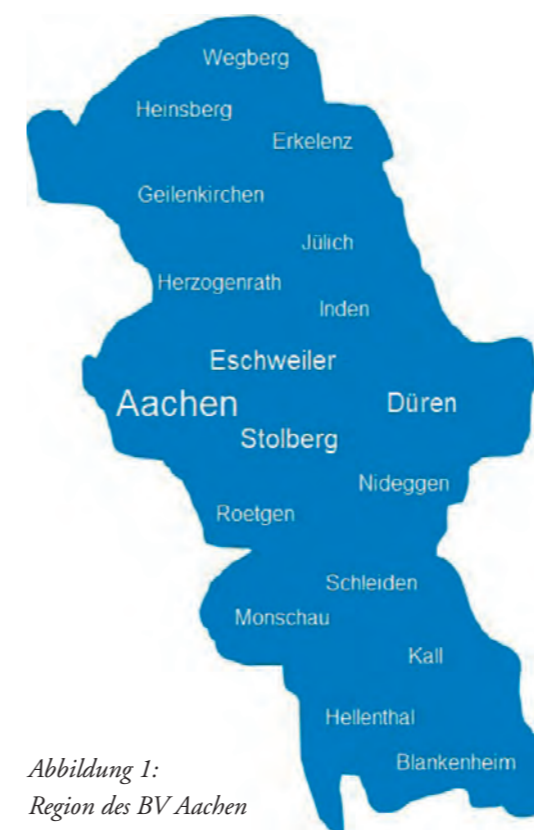 Wegberg
Heinsberg
Erkelenz
Geilenkirchen
Jülich
Herzogenrath
Inden
Eschweiler
Aachen
Düren
Stolberg
Nideggen
Roetgen
Schleiden
Monschau
Kall
Hellenthal
Blankenheim
Abbildung 1:
Region des BV Aachen